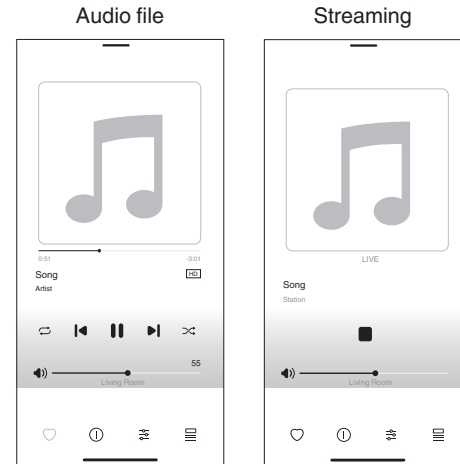 Audio file
0:51 -3:01
Song HD
Artist
55
Living Room
Streaming
LIVE
Song
Station
Living Room